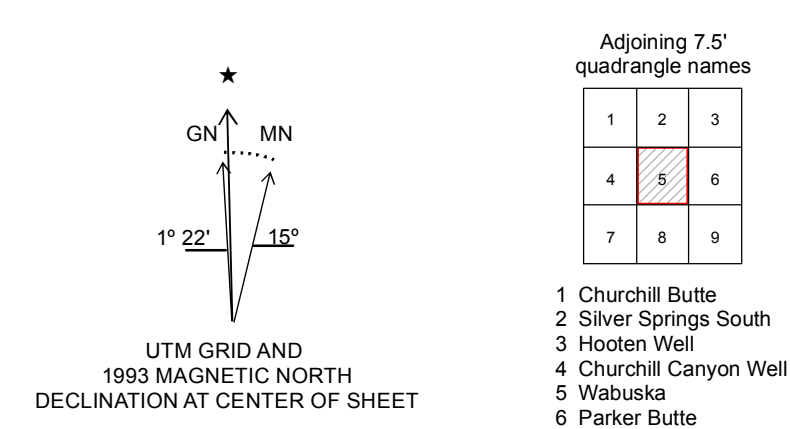 ★
GN MN
1º 22' 15º
UTM GRID AND
1993 MAGNETIC NORTH
DECLINATION AT CENTER OF SHEET
Adjoining 7.5'
quadrangle names
1 2 3
4 5 6
7 8 9
1 Churchill Butte
2 Silver Springs South
3 Hooten Well
4 Churchill Canyon Well
5 Wabuska
6 Parker Butte